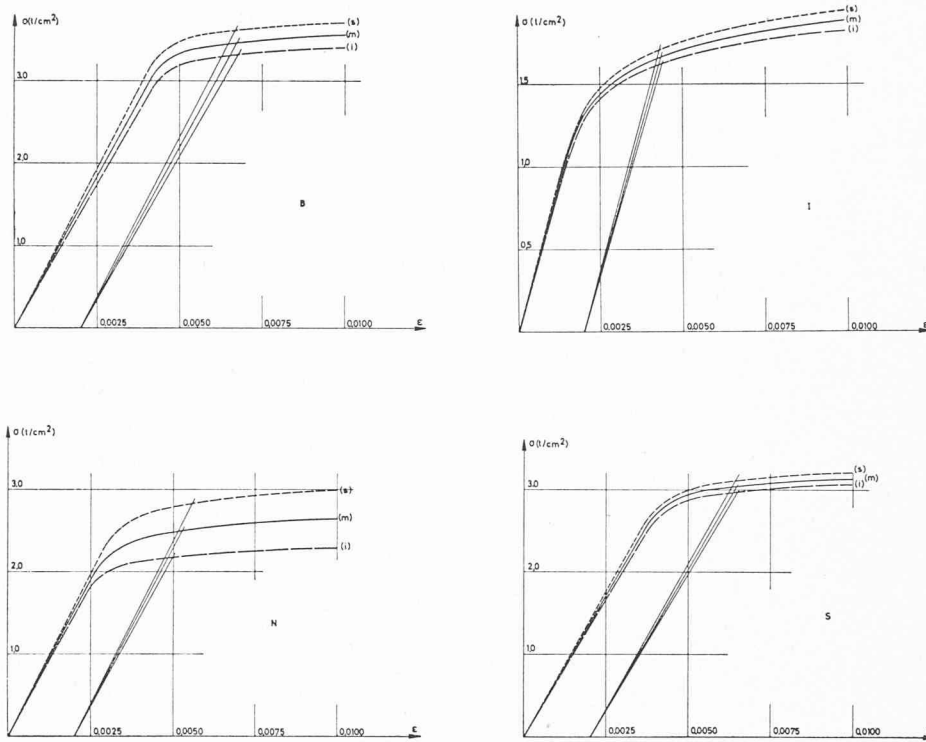 σ(t/cm²)
(s)
(m)
(i)
3.0
2.0
B
1.0
0,0025 0,0050 0,0075 0,0100 ε
(s)
(m)
(i)
1.5
1.0
I
0.5
0,0025 0,0050 0,0075 0,0100
σ(t/cm²)
3.0 (s)
(m)
(i)
2.0
N
1.0
0,0025 0,0050 0,0075 0,0100 ε
σ(t/cm²)
(s)
3.0 (i) (m)
2.0
S
1.0
0,0025 0,0050 0,0075 0,0100